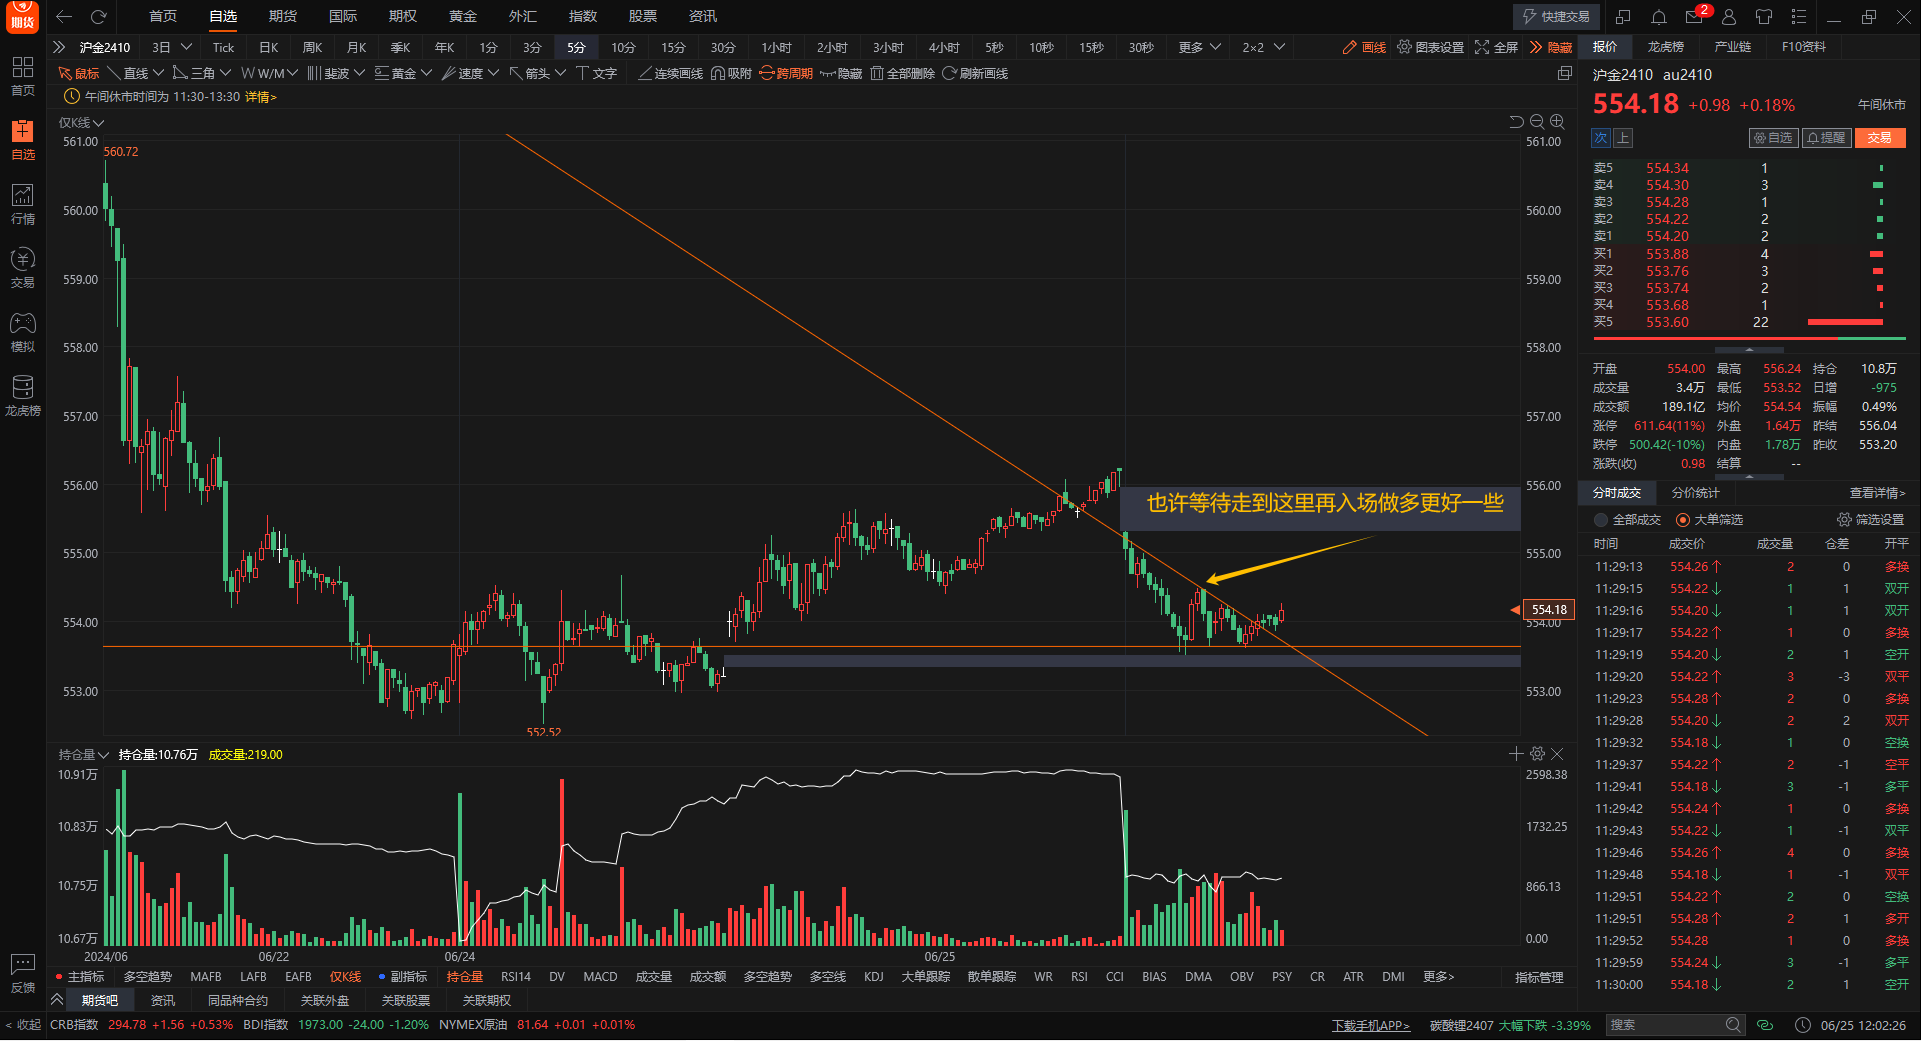 期货
首页 自选 期货 国际 期权 黄金 外汇 指数 股票 资讯
快捷交易 2
沪金2410 3日 Tick 日K 周K 月K 季K 年K 1分 3分 5分 10分 15分 30分 1小时 2小时 3小时 4小时 5秒 10秒 15秒 30秒 更多 2×2 画线 图表设置 全屏 隐藏
报价 龙虎榜 产业链 F10资料
鼠标 直线 三角 W/M 斐波 黄金 速度 箭头 文字 连续画线 吸附 跨周期 隐藏 全部删除 刷新画线
午间休市时间为 11:30-13:30 详情>
首页
自选
行情
交易
模拟
龙虎榜
反馈
< 收起
仅K线
561.00 561.00
560.72
560.00 560.00
559.00 559.00
558.00 558.00
557.00 557.00
556.00 556.00
也许等待走到这里再入场做多更好一些
555.00 555.00
554.18
554.00 554.00
553.00 553.00
552.52
持仓量 持仓量:10.76万 成交量:219.00
10.91万 2598.38
10.83万 1732.25
10.75万 866.13
10.67万 0.00
2024/06 06/22 06/24 06/25
主指标 多空趋势 MAFB LAFB EAFB 仅K线 副指标 持仓量 RSI14 DV MACD 成交量 成交额 多空趋势 多空线 KDJ 大单跟踪 散单跟踪 WR RSI CCI BIAS DMA OBV PSY CR ATR DMI 更多> 指标管理
期货吧 资讯 同品种合约 关联外盘 关联股票 关联期权
沪金2410 au2410
554.18 +0.98 +0.18% 午间休市
次 上 自选 提醒 交易
卖5 554.34 1
卖4 554.30 3
卖3 554.28 1
卖2 554.22 2
卖1 554.20 2
买1 553.88 4
买2 553.76 3
买3 553.74 2
买4 553.68 1
买5 553.60 22
开盘 554.00 最高 556.24 持仓 10.8万
成交量 3.4万 最低 553.52 日增 -975
成交额 189.1亿 均价 554.54 振幅 0.49%
涨停 611.64(11%) 外盘 1.64万 昨结 556.04
跌停 500.42(-10%) 内盘 1.78万 昨收 553.20
涨跌(收) 0.98 结算 --
分时成交 分价统计 查看详情>
全部成交 大单筛选 筛选设置
时间 成交价 成交量 仓差 开平
11:29:13 554.26↑ 2 0 多换
11:29:15 554.22↓ 1 1 双开
11:29:16 554.20↓ 1 1 双开
11:29:17 554.22↑ 1 0 多换
11:29:19 554.20↓ 2 1 空开
11:29:20 554.22↑ 3 -3 双平
11:29:23 554.28↑ 2 0 多换
11:29:28 554.20↓ 2 2 双开
11:29:32 554.18↓ 1 0 空换
11:29:37 554.22↑ 2 -1 空平
11:29:41 554.18↓ 3 -1 多平
11:29:42 554.24↑ 1 0 多换
11:29:43 554.22↓ 1 -1 双平
11:29:46 554.26↑ 4 0 多换
11:29:48 554.18↓ 1 -1 双平
11:29:51 554.22↑ 2 0 空换
11:29:51 554.28↑ 2 1 多开
11:29:52 554.28 1 0 多换
11:29:59 554.24↓ 3 -1 多平
11:30:00 554.18↓ 2 1 空开
CRB指数 294.78 +1.56 +0.53% BDI指数 1973.00 -24.00 -1.20% NYMEX原油 81.64 +0.01 +0.01% 下载手机APP> 碳酸锂2407 大幅下跌 -3.39% 搜索 06/25 12:02:26